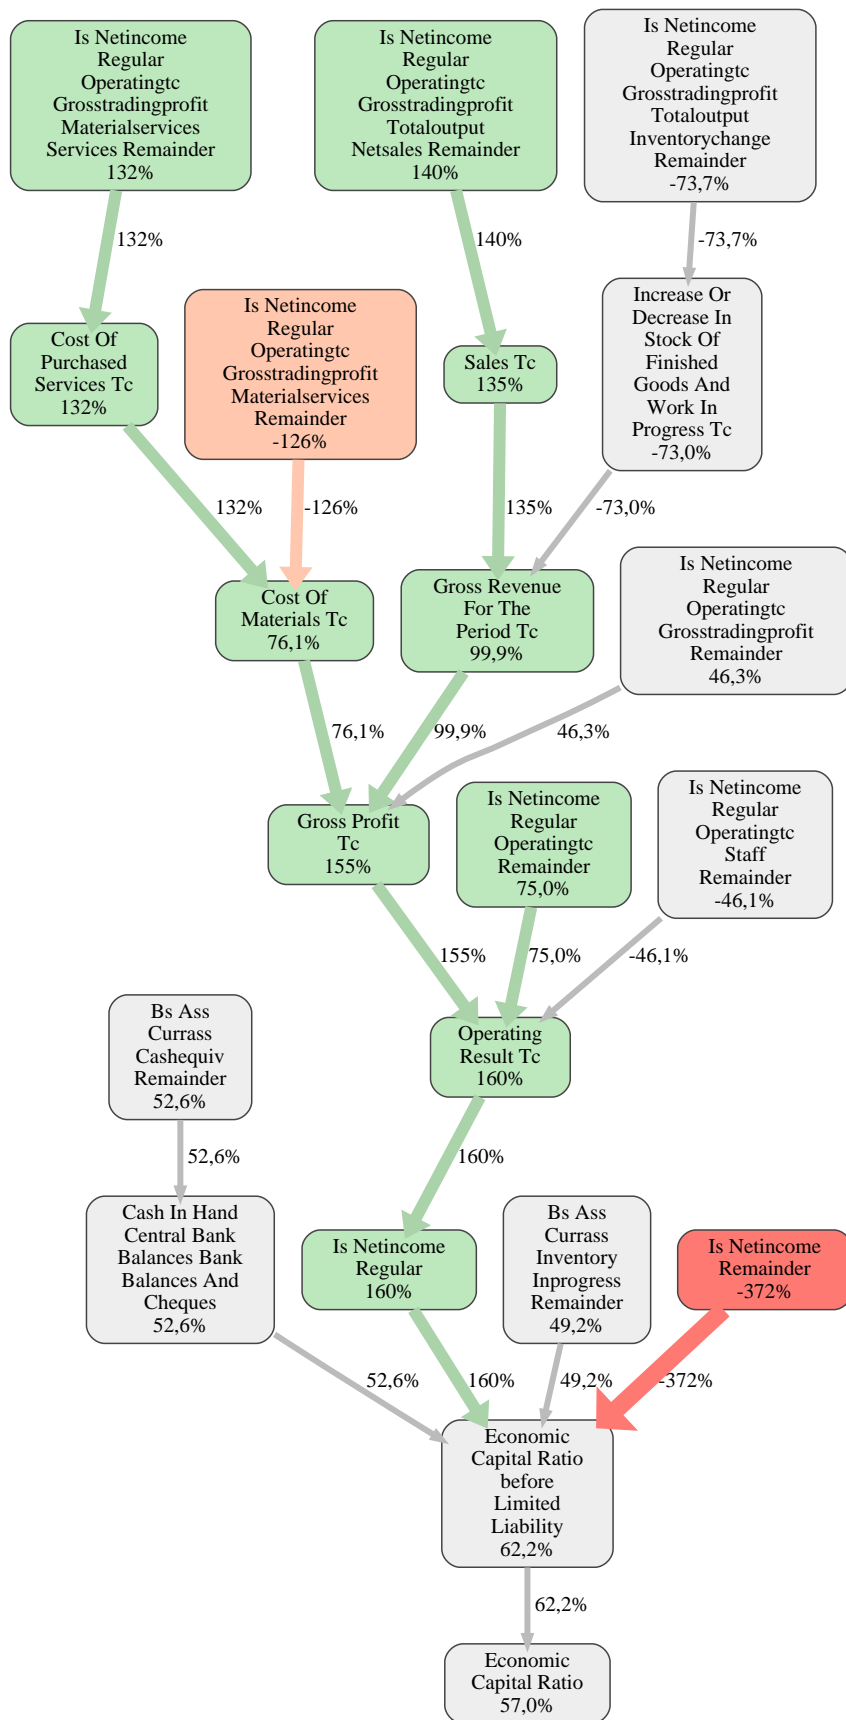 Is Netincome
Regular
Operatingtc
Grosstradingprofit
Materialservices
Services Remainder
132%
Is Netincome
Regular
Operatingtc
Grosstradingprofit
Totaloutput
Netsales Remainder
140%
Is Netincome
Regular
Operatingtc
Grosstradingprofit
Totaloutput
Inventorychange
Remainder
-73,7%
132%
140%
-73,7%
Cost Of
Purchased
Services Tc
132%
Is Netincome
Regular
Operatingtc
Grosstradingprofit
Materialservices
Remainder
-126%
Sales Tc
135%
Increase Or
Decrease In
Stock Of
Finished
Goods And
Work In
Progress Tc
-73,0%
132%
-126%
135%
-73,0%
Cost Of
Materials Tc
76,1%
Gross Revenue
For The
Period Tc
99,9%
Is Netincome
Regular
Operatingtc
Grosstradingprofit
Remainder
46,3%
76,1%
99,9%
46,3%
Gross Profit
Tc
155%
Is Netincome
Regular
Operatingtc
Remainder
75,0%
Is Netincome
Regular
Operatingtc
Staff
Remainder
-46,1%
155%
75,0%
-46,1%
Bs Ass
Currass
Cashequiv
Remainder
52,6%
Operating
Result Tc
160%
52,6%
160%
Cash In Hand
Central Bank
Balances Bank
Balances And
Cheques
52,6%
Is Netincome
Regular
160%
Bs Ass
Currass
Inventory
Inprogress
Remainder
49,2%
Is Netincome
Remainder
-372%
52,6%
160%
49,2%
-372%
Economic
Capital Ratio
before
Limited
Liability
62,2%
62,2%
Economic
Capital Ratio
57,0%